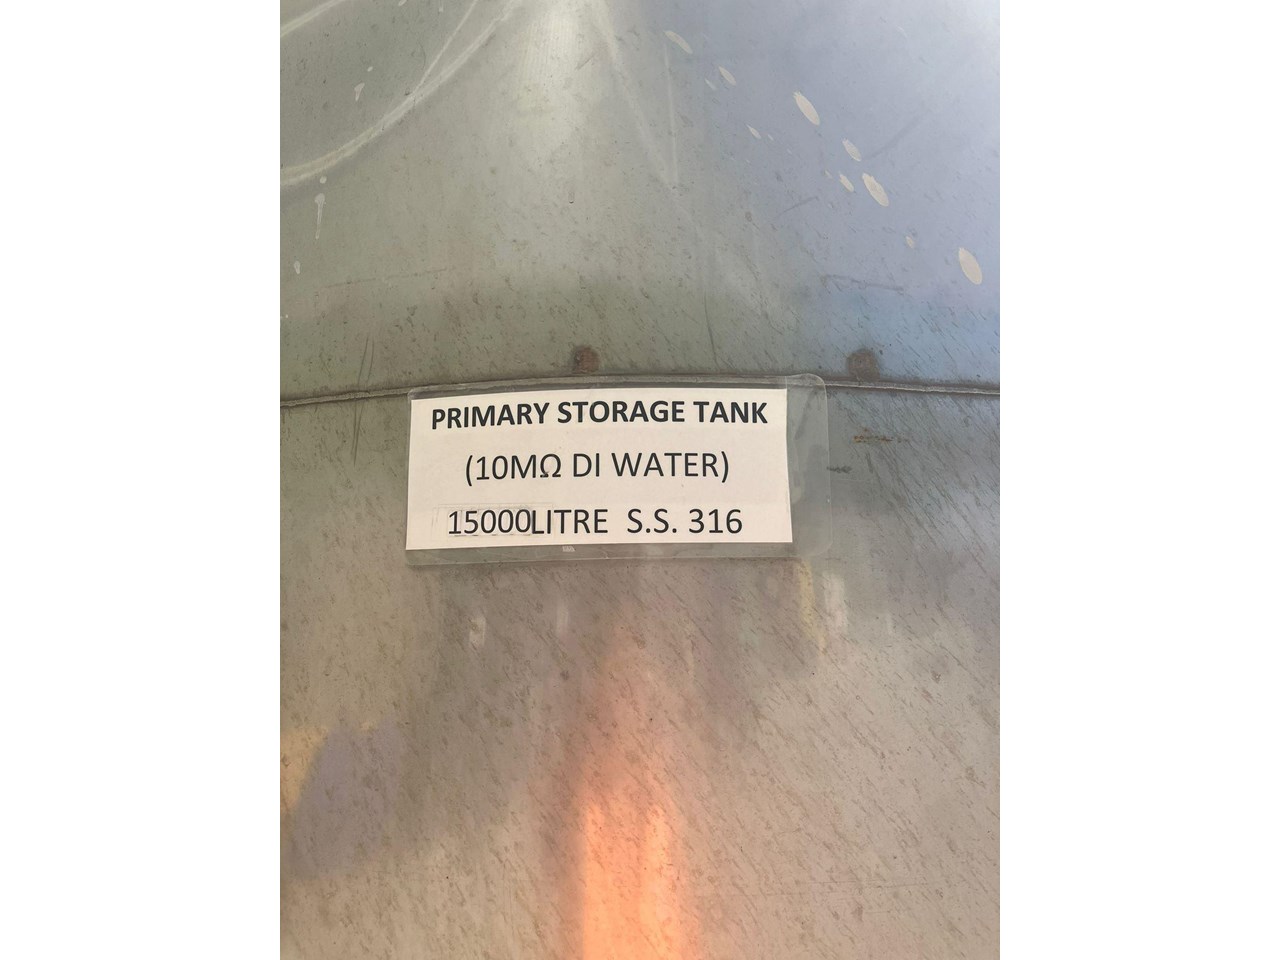 PRIMARY STORAGE TANK
(10MΩ DI WATER)
15000LITRE S.S. 316